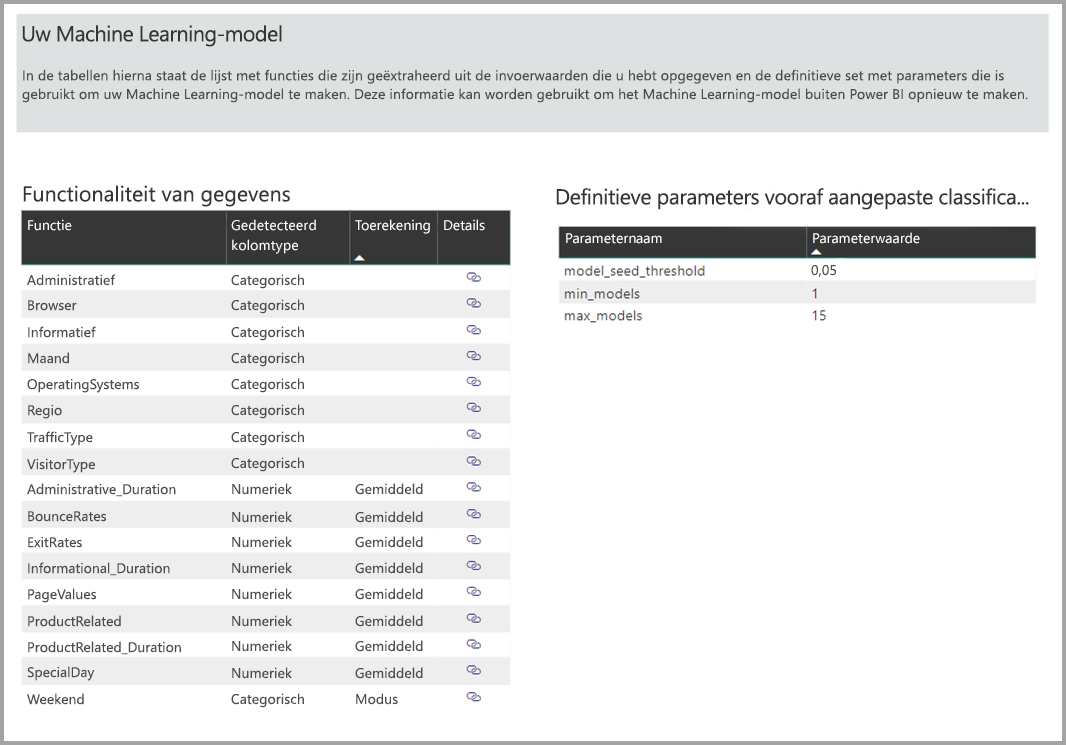 Uw Machine Learning-model
In de tabellen hierna staat de lijst met functies die zijn geëxtraheerd uit de invoerwaarden die u hebt opgegeven en de definitieve set met parameters die is
gebruikt om uw Machine Learning-model te maken. Deze informatie kan worden gebruikt om het Machine Learning-model buiten Power BI opnieuw te maken.
Functionaliteit van gegevens
Functie Gedetecteerd kolomtype Toerekening Details
Administratief Categorisch
Browser Categorisch
Informatief Categorisch
Maand Categorisch
OperatingSystems Categorisch
Regio Categorisch
TrafficType Categorisch
VisitorType Categorisch
Administrative_Duration Numeriek Gemiddeld
BounceRates Numeriek Gemiddeld
ExitRates Numeriek Gemiddeld
Informational_Duration Numeriek Gemiddeld
PageValues Numeriek Gemiddeld
ProductRelated Numeriek Gemiddeld
ProductRelated_Duration Numeriek Gemiddeld
SpecialDay Numeriek Gemiddeld
Weekend Categorisch Modus
Definitieve parameters vooraf aangepaste classifica...
Parameternaam Parameterwaarde
model_seed_threshold 0,05
min_models 1
max_models 15